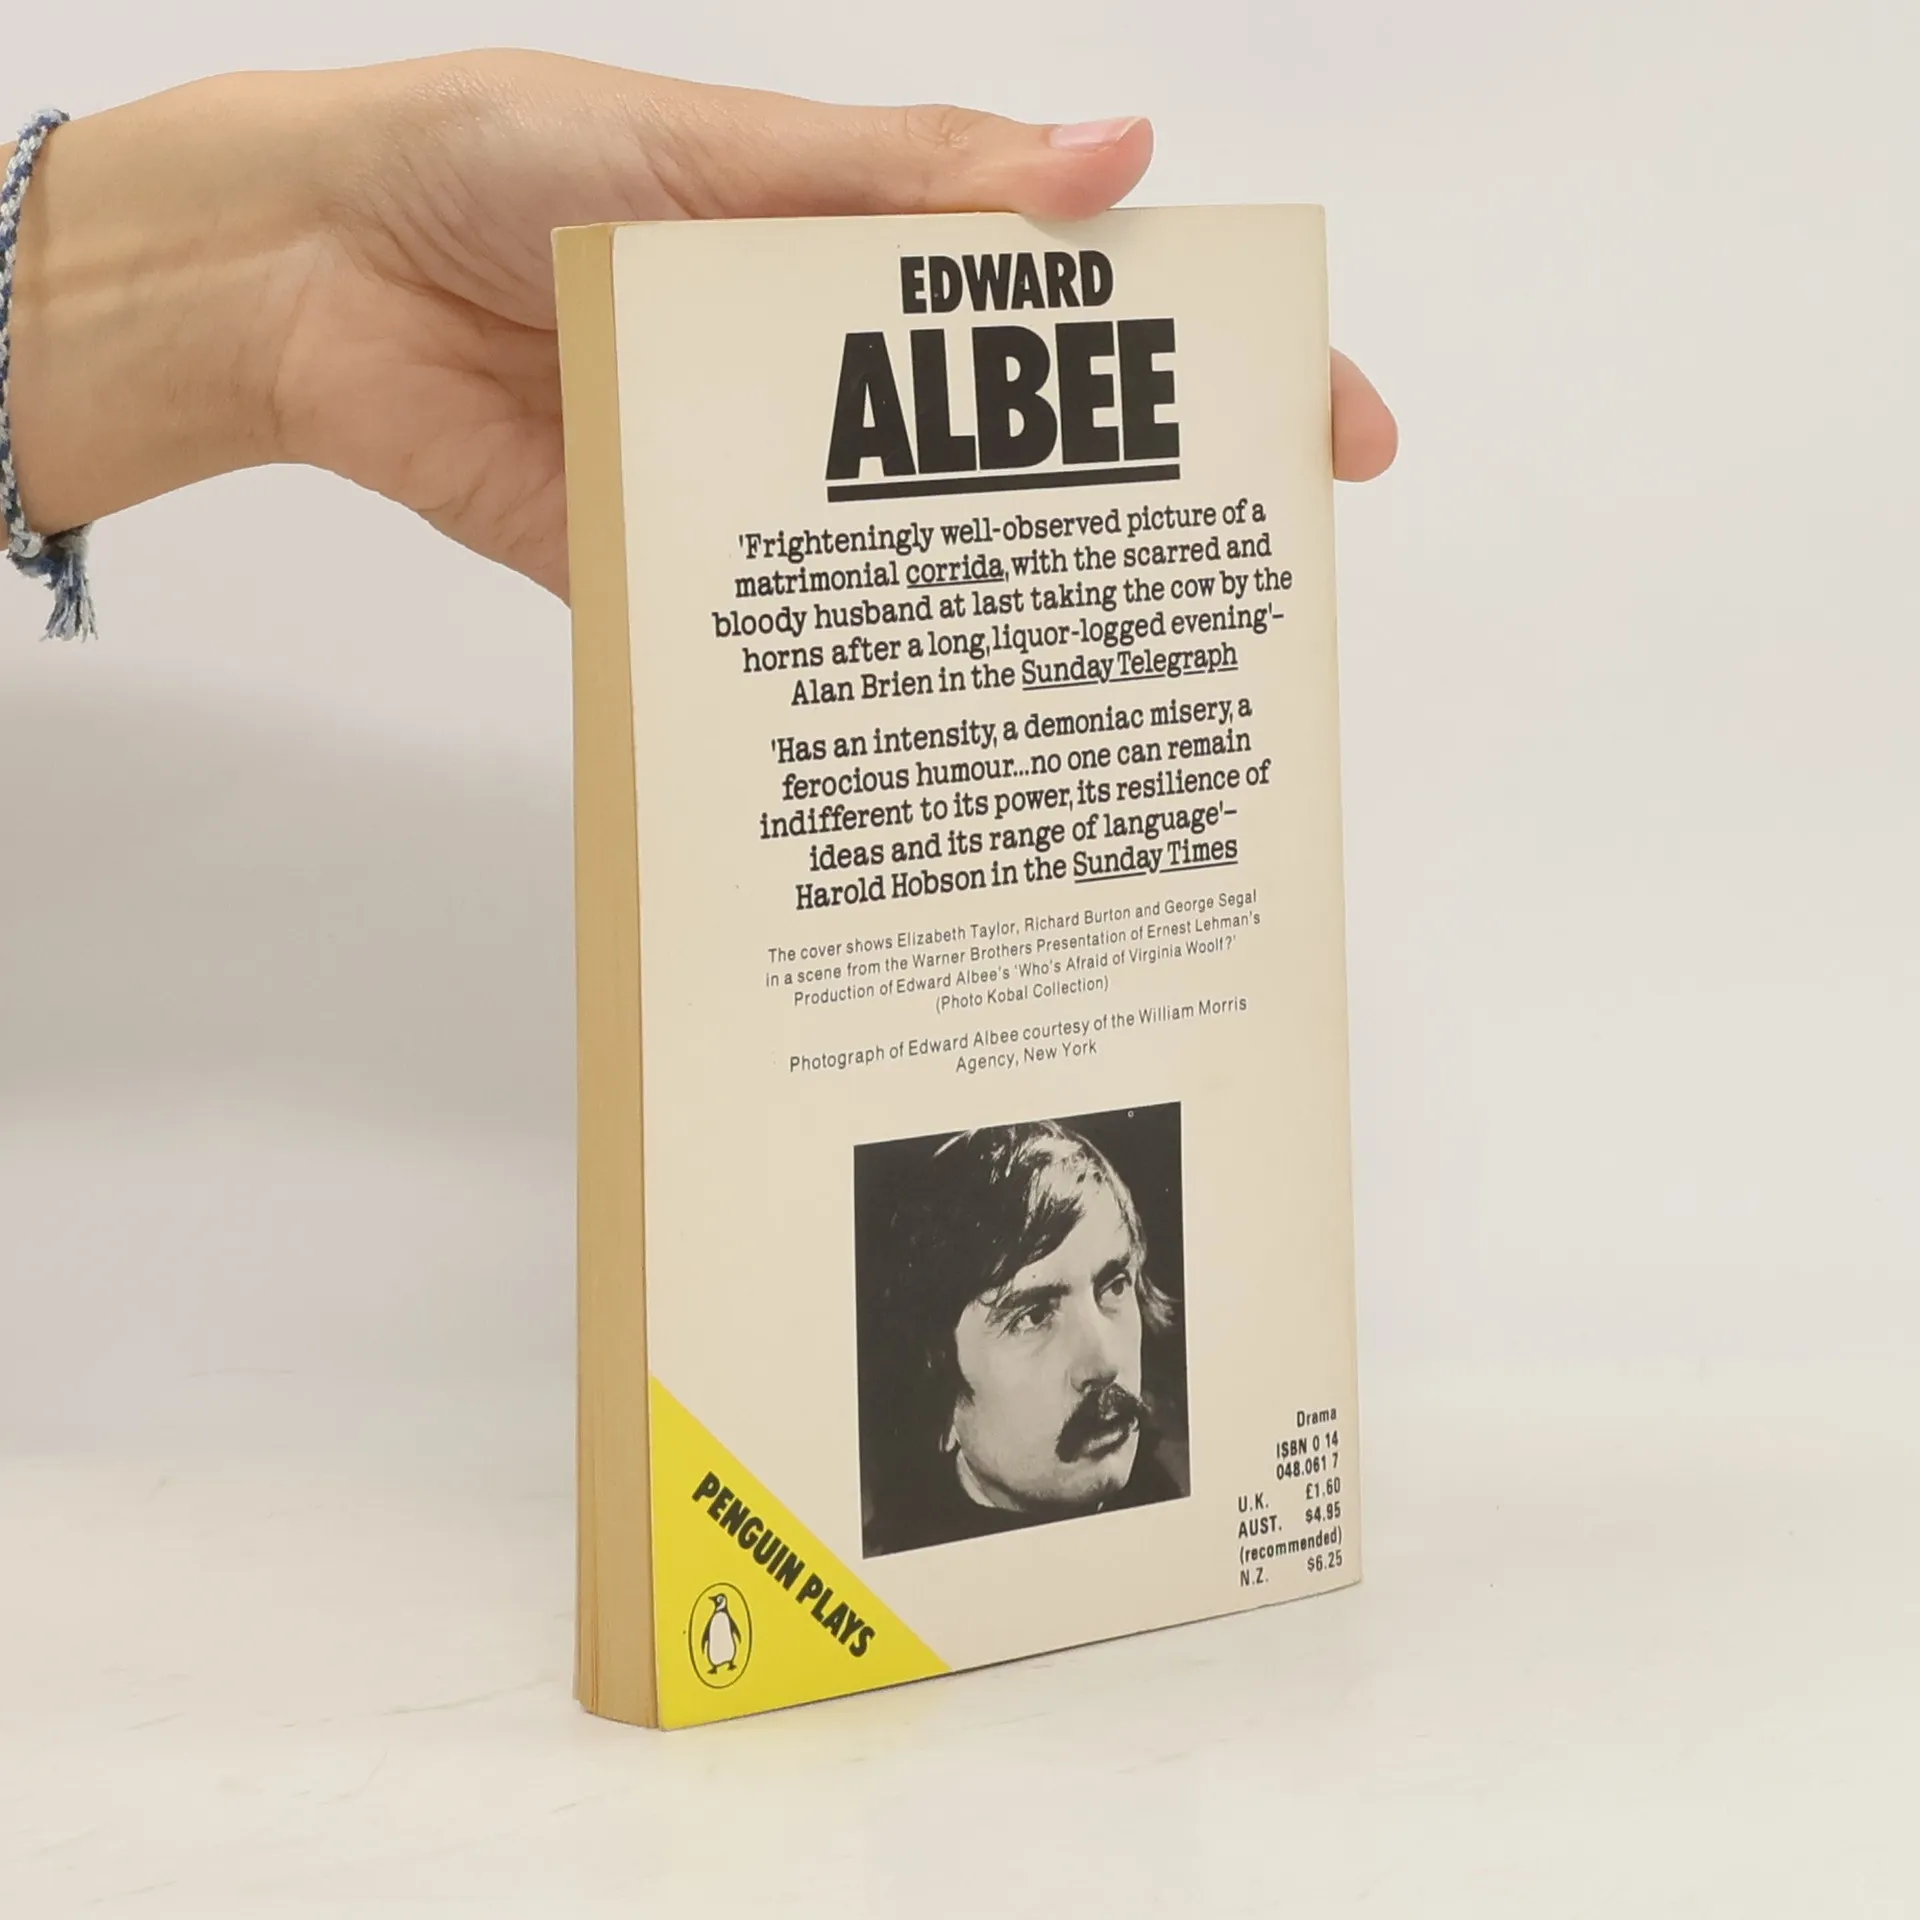 EDWARD
ALBEE
'Frighteningly well-observed picture of a
matrimonial corrida, with the scarred and
bloody husband at last taking the cow by the
horns after a long, liquor-logged evening'–
Alan Brien in the Sunday Telegraph
'Has an intensity, a demoniac misery, a
ferocious humour...no one can remain
indifferent to its power, its resilience of
ideas and its range of language'–
Harold Hobson in the Sunday Times
The cover shows Elizabeth Taylor, Richard Burton and George Segal
in a scene from the Warner Brothers Presentation of Ernest Lehman's
Production of Edward Albee's 'Who's Afraid of Virginia Woolf?'
(Photo Kobal Collection)
Photograph of Edward Albee courtesy of the William Morris
Agency, New York
PENGUIN PLAYS
Drama
ISBN 0 14
048.061 7
U.K. £1.60
AUST. $4.95
(recommended)
N.Z. $6.25